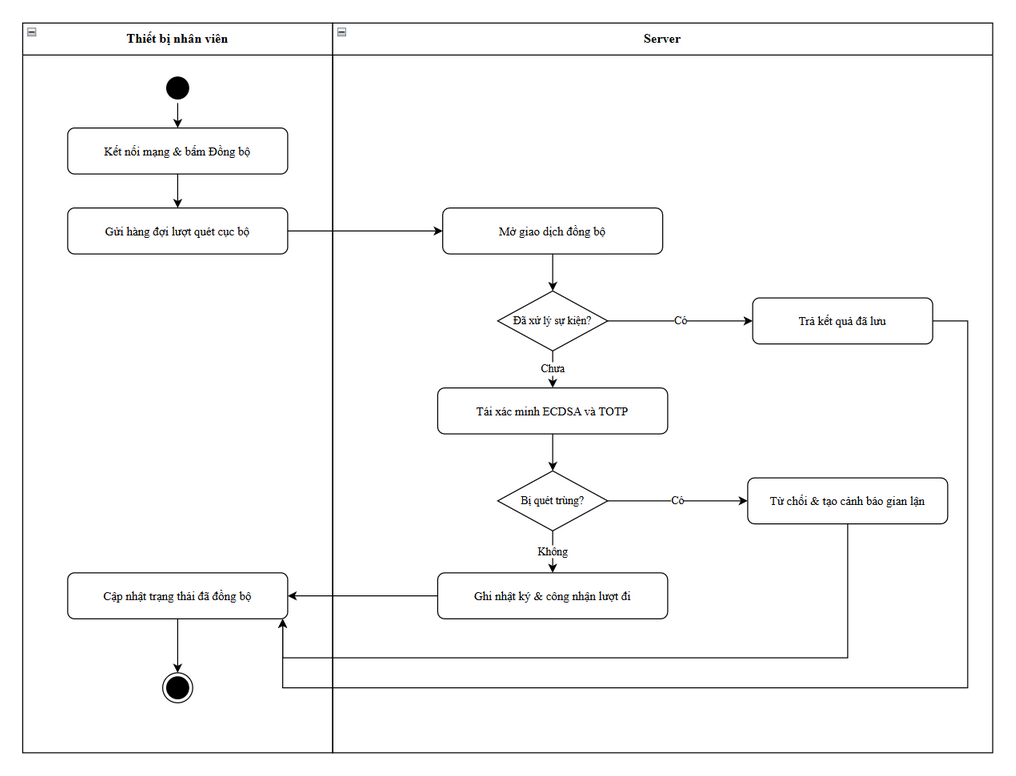 Thiết bị nhân viên
Server
Kết nối mạng & bấm Đồng bộ
Gửi hàng đợi lượt quét cục bộ
Mở giao dịch đồng bộ
Đã xử lý sự kiện?
Có
Trả kết quả đã lưu
Chưa
Tái xác minh ECDSA và TOTP
Bị quét trùng?
Có
Từ chối & tạo cảnh báo gian lận
Không
Cập nhật trạng thái đã đồng bộ
Ghi nhật ký & công nhận lượt đi